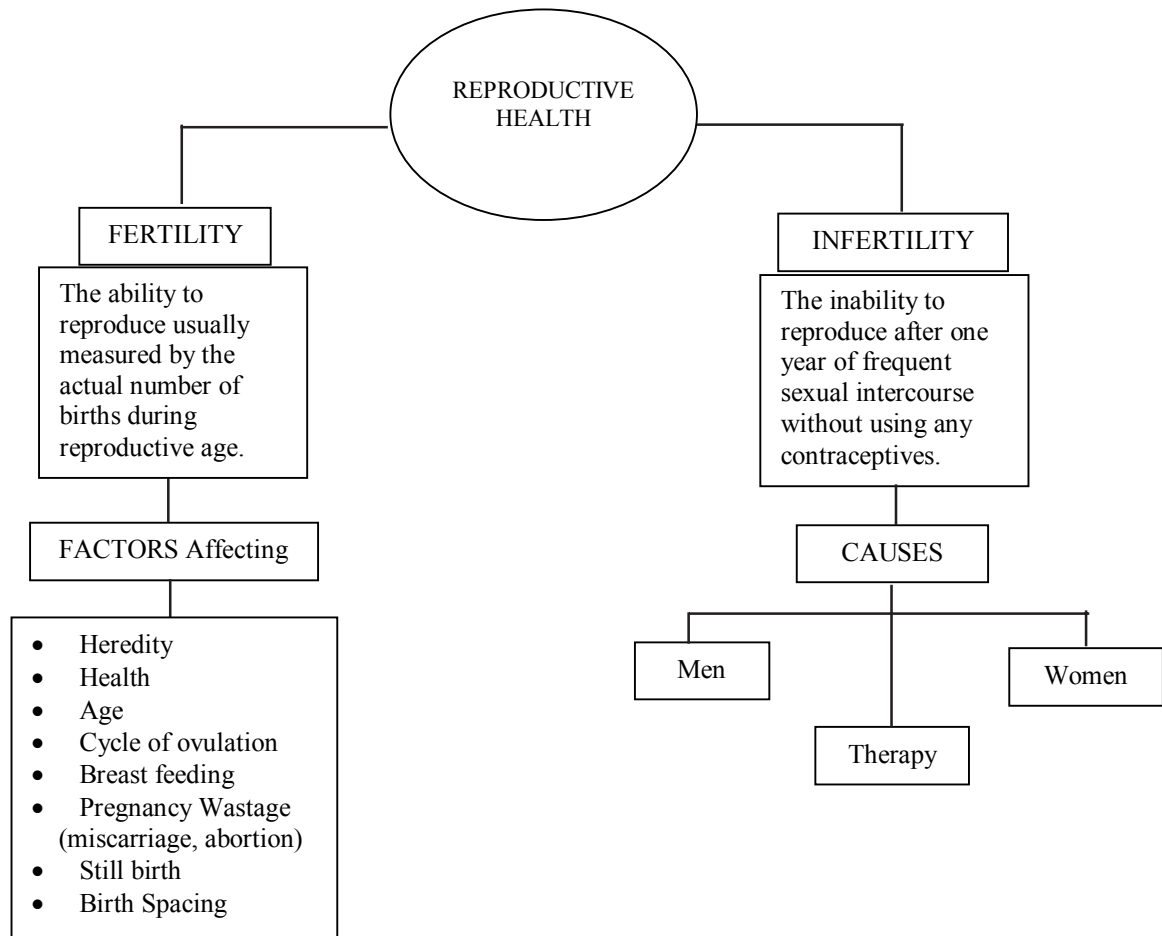 REPRODUCTIVE
HEALTH
FERTILITY
The ability to
reproduce usually
measured by the
actual number of
births during
reproductive age.
FACTORS Affecting
• Heredity
• Health
• Age
• Cycle of ovulation
• Breast feeding
• Pregnancy Wastage
(miscarriage, abortion)
• Still birth
• Birth Spacing
INFERTILITY
The inability to
reproduce after one
year of frequent
sexual intercourse
without using any
contraceptives.
CAUSES
Men
Women
Therapy